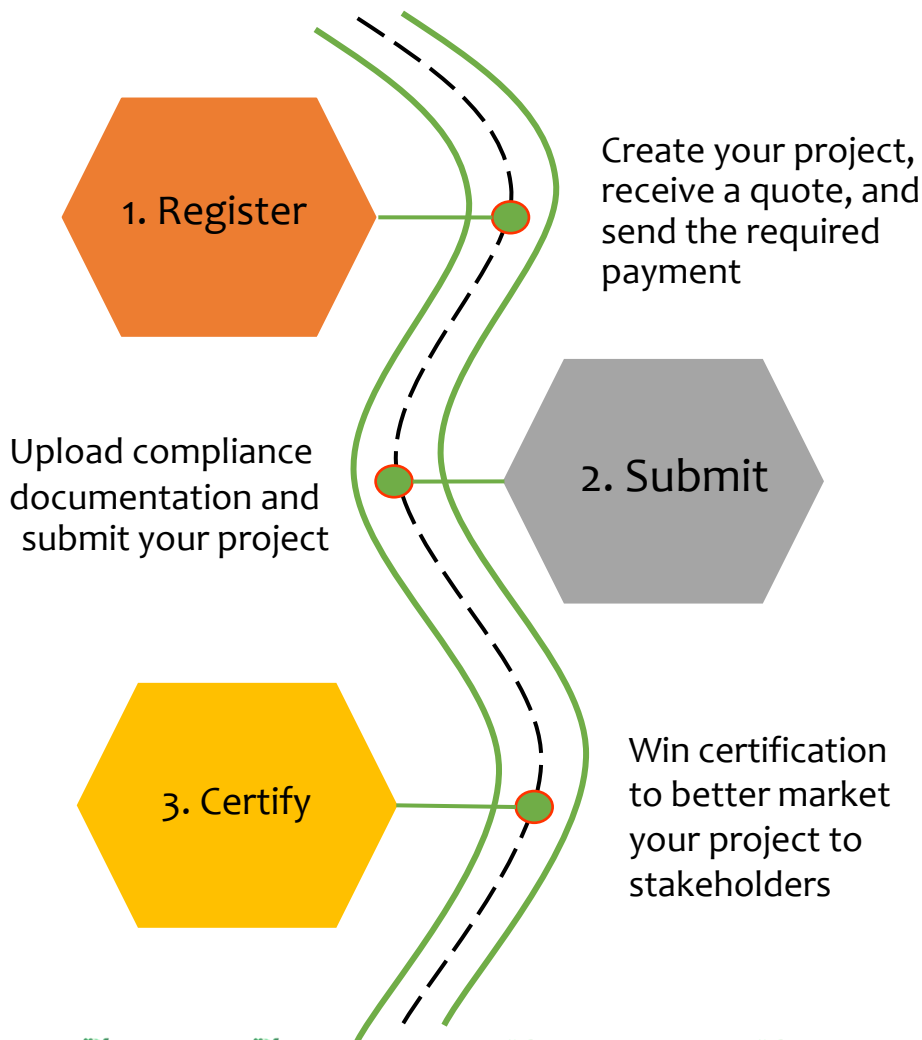 1. Register
Create your project,
receive a quote, and
send the required
payment
2. Submit
Upload compliance
documentation and
submit your project
3. Certify
Win certification
to better market
your project to
stakeholders